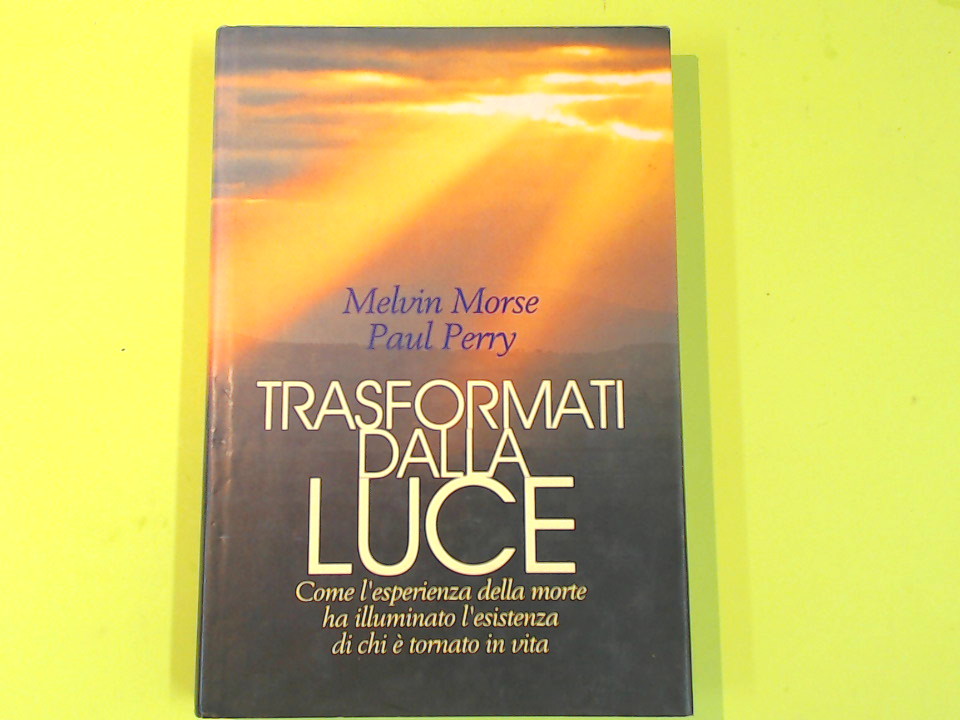 Melvin Morse
Paul Perry
TRASFORMATI
DALLA
LUCE
Come l'esperienza della morte
ha illuminato l'esistenza
di chi è tornato in vita